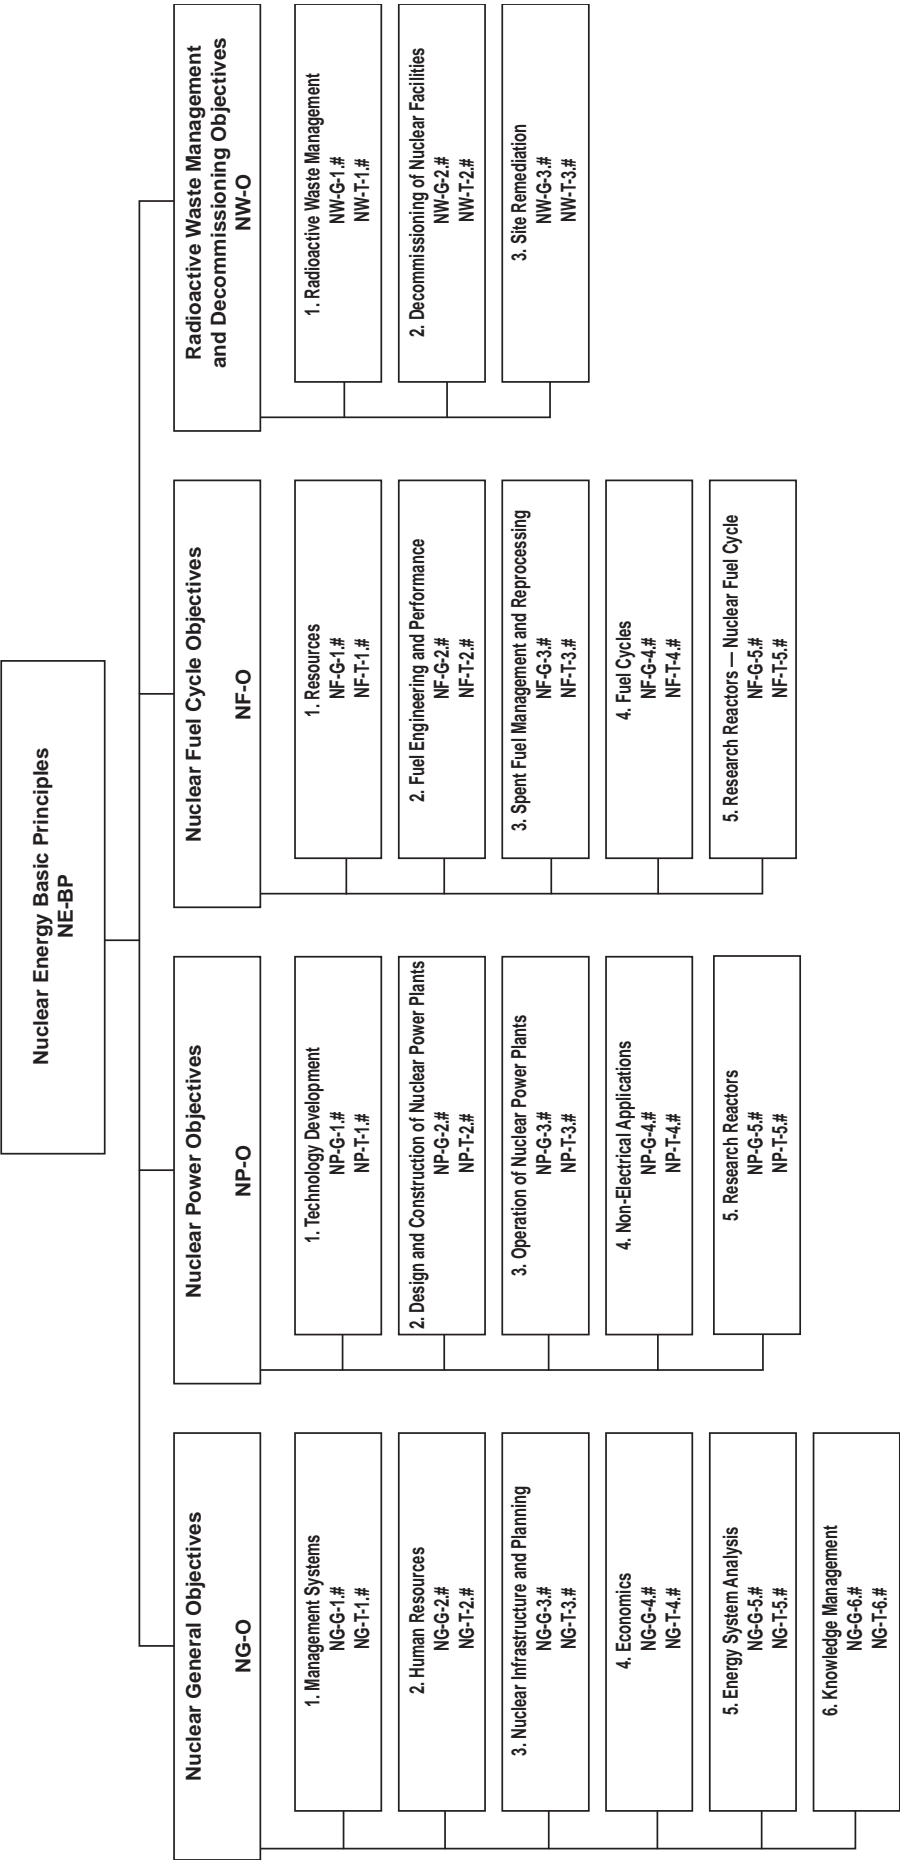 Nuclear Energy Basic Principles
NE-BP
Nuclear General Objectives
NG-O
1. Management Systems
NG-G-1.#
NG-T-1.#
2. Human Resources
NG-G-2.#
NG-T-2.#
3. Nuclear Infrastructure and Planning
NG-G-3.#
NG-T-3.#
4. Economics
NG-G-4.#
NG-T-4.#
5. Energy System Analysis
NG-G-5.#
NG-T-5.#
6. Knowledge Management
NG-G-6.#
NG-T-6.#
Nuclear Power Objectives
NP-O
1. Technology Development
NP-G-1.#
NP-T-1.#
2. Design and Construction of Nuclear Power Plants
NP-G-2.#
NP-T-2.#
3. Operation of Nuclear Power Plants
NP-G-3.#
NP-T-3.#
4. Non-Electrical Applications
NP-G-4.#
NP-T-4.#
5. Research Reactors
NP-G-5.#
NP-T-5.#
Nuclear Fuel Cycle Objectives
NF-O
1. Resources
NF-G-1.#
NF-T-1.#
2. Fuel Engineering and Performance
NF-G-2.#
NF-T-2.#
3. Spent Fuel Management and Reprocessing
NF-G-3.#
NF-T-3.#
4. Fuel Cycles
NF-G-4.#
NF-T-4.#
5. Research Reactors — Nuclear Fuel Cycle
NF-G-5.#
NF-T-5.#
Radioactive Waste Management
and Decommissioning Objectives
NW-O
1. Radioactive Waste Management
NW-G-1.#
NW-T-1.#
2. Decommissioning of Nuclear Facilities
NW-G-2.#
NW-T-2.#
3. Site Remediation
NW-G-3.#
NW-T-3.#